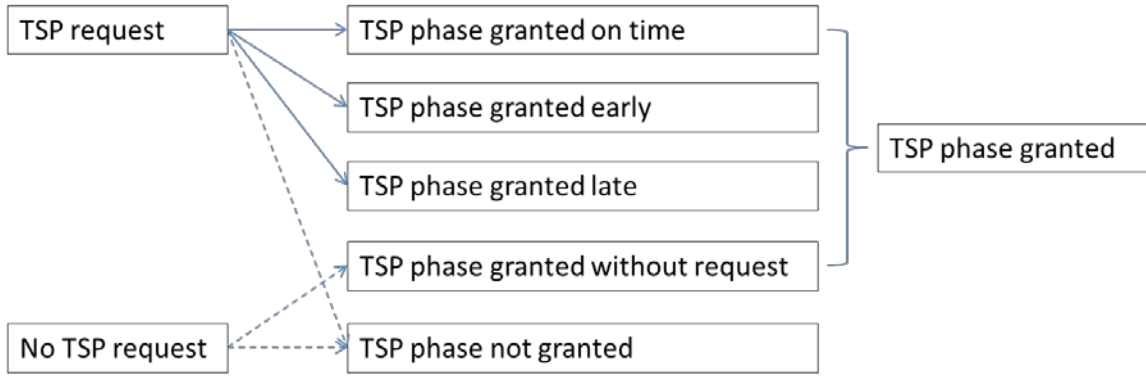 TSP request
TSP phase granted on time
TSP phase granted early
TSP phase granted
TSP phase granted late
TSP phase granted without request
No TSP request
TSP phase not granted